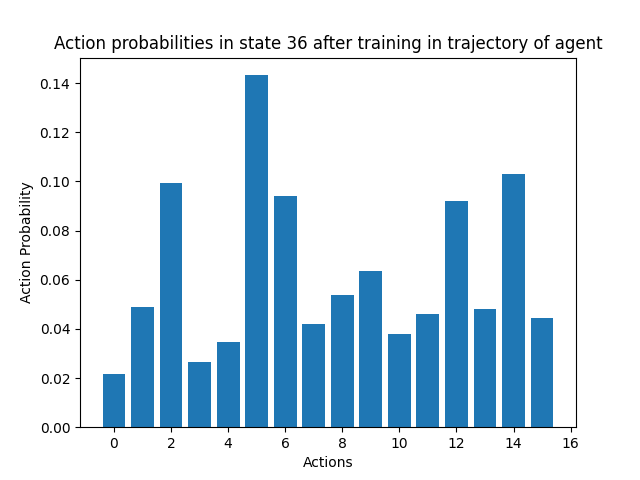 Action probabilities in state 36 after training in trajectory of agent
0.14
0.12
0.10
0.08
0.06
0.04
0.02
0.00
Action Probability
0 2 4 6 8 10 12 14 16
Actions